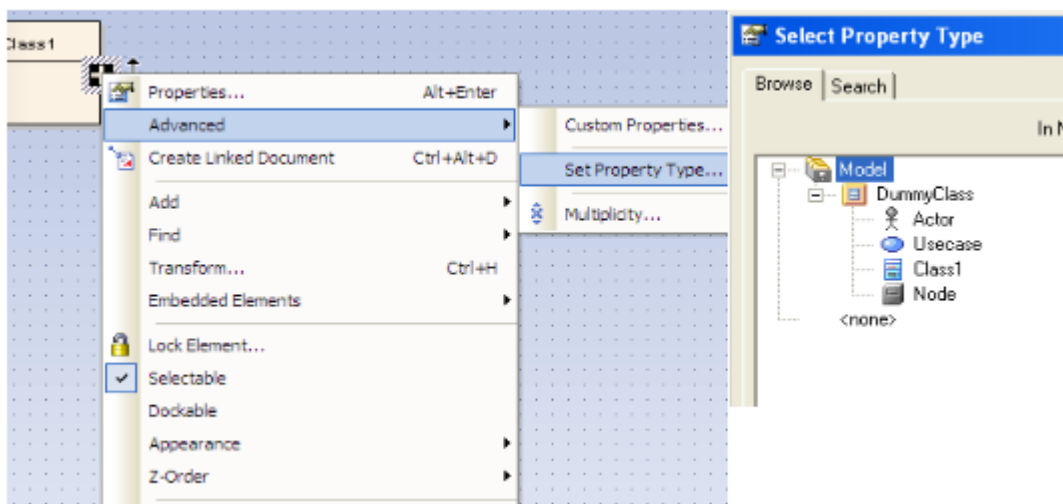 Class1
Properties... Alt+Enter
Advanced
Create Linked Document Ctrl+Alt+D
Add
Find
Transform... Ctrl+H
Embedded Elements
Lock Element...
Selectable
Dockable
Appearance
Z-Order
Custom Properties...
Set Property Type...
Multiplicity...
Select Property Type
Browse Search
In
Model
DummyClass
Actor
Usecase
Class1
Node
<none>